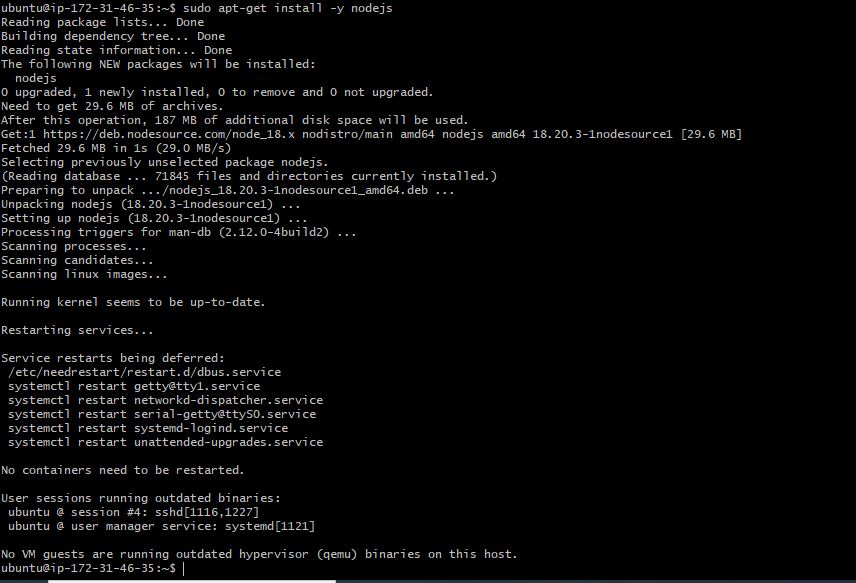 ubuntu@ip-172-31-46-35:~$ sudo apt-get install -y nodejs
Reading package lists... Done
Building dependency tree... Done
Reading state information... Done
The following NEW packages will be installed:
  nodejs
0 upgraded, 1 newly installed, 0 to remove and 0 not upgraded.
Need to get 29.6 MB of archives.
After this operation, 187 MB of additional disk space will be used.
Get:1 https://deb.nodesource.com/node_18.x nodistro/main amd64 nodejs amd64 18.20.3-1nodesource1 [29.6 MB]
Fetched 29.6 MB in 1s (29.0 MB/s)
Selecting previously unselected package nodejs.
(Reading database ... 71845 files and directories currently installed.)
Preparing to unpack .../nodejs_18.20.3-1nodesource1_amd64.deb ...
Unpacking nodejs (18.20.3-1nodesource1) ...
Setting up nodejs (18.20.3-1nodesource1) ...
Processing triggers for man-db (2.12.0-4build2) ...
Scanning processes...
Scanning candidates...
Scanning linux images...

Running kernel seems to be up-to-date.

Restarting services...

Service restarts being deferred:
 /etc/needrestart/restart.d/dbus.service
 systemctl restart getty@tty1.service
 systemctl restart networkd-dispatcher.service
 systemctl restart serial-getty@ttyS0.service
 systemctl restart systemd-logind.service
 systemctl restart unattended-upgrades.service

No containers need to be restarted.

User sessions running outdated binaries:
 ubuntu @ session #4: sshd[1116,1227]
 ubuntu @ user manager service: systemd[1121]

No VM guests are running outdated hypervisor (qemu) binaries on this host.
ubuntu@ip-172-31-46-35:~$